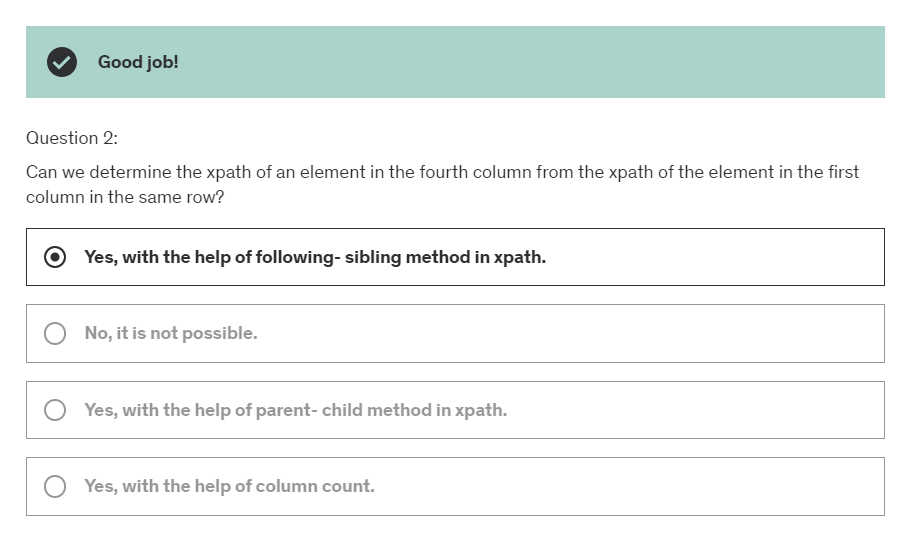 Good job!
Question 2:
Can we determine the xpath of an element in the fourth column from the xpath of the element in the first
column in the same row?
Yes, with the help of following- sibling method in xpath.
No, it is not possible.
Yes, with the help of parent- child method in xpath.
Yes, with the help of column count.